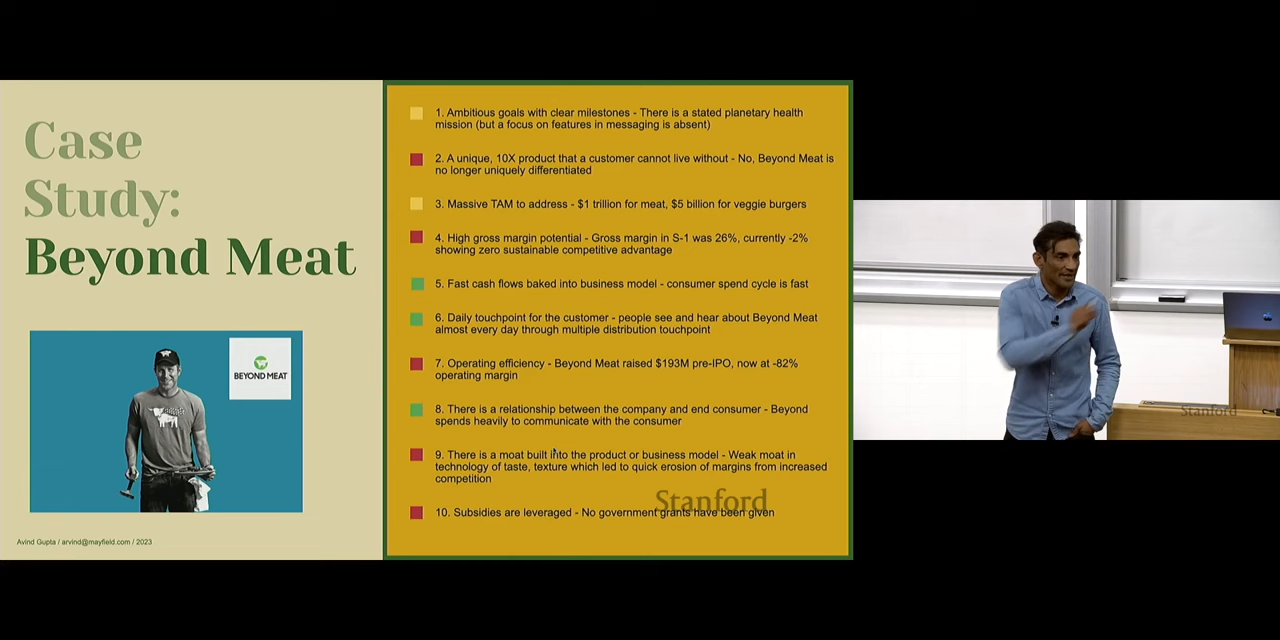 Case
Study:
Beyond Meat
BEYOND MEAT
Avind Gupta / arvind@mayfield.com / 2023
1. Ambitious goals with clear milestones - There is a stated planetary health
mission (but a focus on features in messaging is absent)
2. A unique, 10X product that a customer cannot live without - No, Beyond Meat is
no longer uniquely differentiated
3. Massive TAM to address - $1 trillion for meat, $5 billion for veggie burgers
4. High gross margin potential - Gross margin in S-1 was 26%, currently -2%
showing zero sustainable competitive advantage
5. Fast cash flows baked into business model - consumer spend cycle is fast
6. Daily touchpoint for the customer - people see and hear about Beyond Meat
almost every day through multiple distribution touchpoint
7. Operating efficiency - Beyond Meat raised $193M pre-IPO, now at -82%
operating margin
8. There is a relationship between the company and end consumer - Beyond
spends heavily to communicate with the consumer
9. There is a moat built into the product or business model - Weak moat in
technology of taste, texture which led to quick erosion of margins from increased
competition
10. Subsidies are leveraged - No government grants have been given
Stanford
Stanford